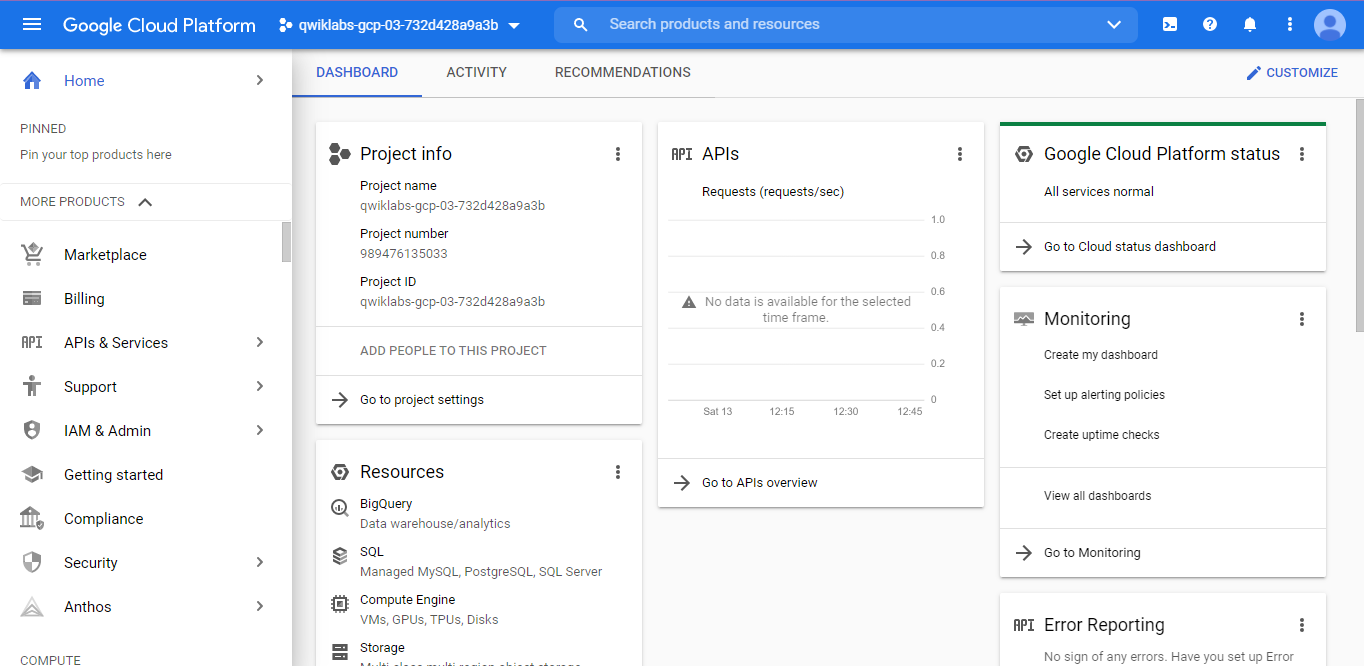 Google Cloud Platform
qwiklabs-gcp-03-732d428a9a3b
Search products and resources
Home
PINNED
Pin your top products here
MORE PRODUCTS
Marketplace
Billing
API
APIs & Services
Support
IAM & Admin
Getting started
Compliance
Security
Anthos
COMPUTE
DASHBOARD
ACTIVITY
RECOMMENDATIONS
CUSTOMIZE
Project info
Project name
qwiklabs-gcp-03-732d428a9a3b
Project number
989476135033
Project ID
qwiklabs-gcp-03-732d428a9a3b
ADD PEOPLE TO THIS PROJECT
Go to project settings
Resources
BigQuery
Data warehouse/analytics
SQL
Managed MySQL, PostgreSQL, SQL Server
Compute Engine
VMs, GPUs, TPUs, Disks
Storage
Multi-class multi-region object storage
API APIs
Requests (requests/sec)
1.0
0.8
0.6
No data is available for the selected
time frame.
0.4
0.2
0
Sat 13 12:15 12:30 12:45
Go to APIs overview
Google Cloud Platform status
All services normal
Go to Cloud status dashboard
Monitoring
Create my dashboard
Set up alerting policies
Create uptime checks
View all dashboards
Go to Monitoring
API Error Reporting
No sign of any errors. Have you set up Error